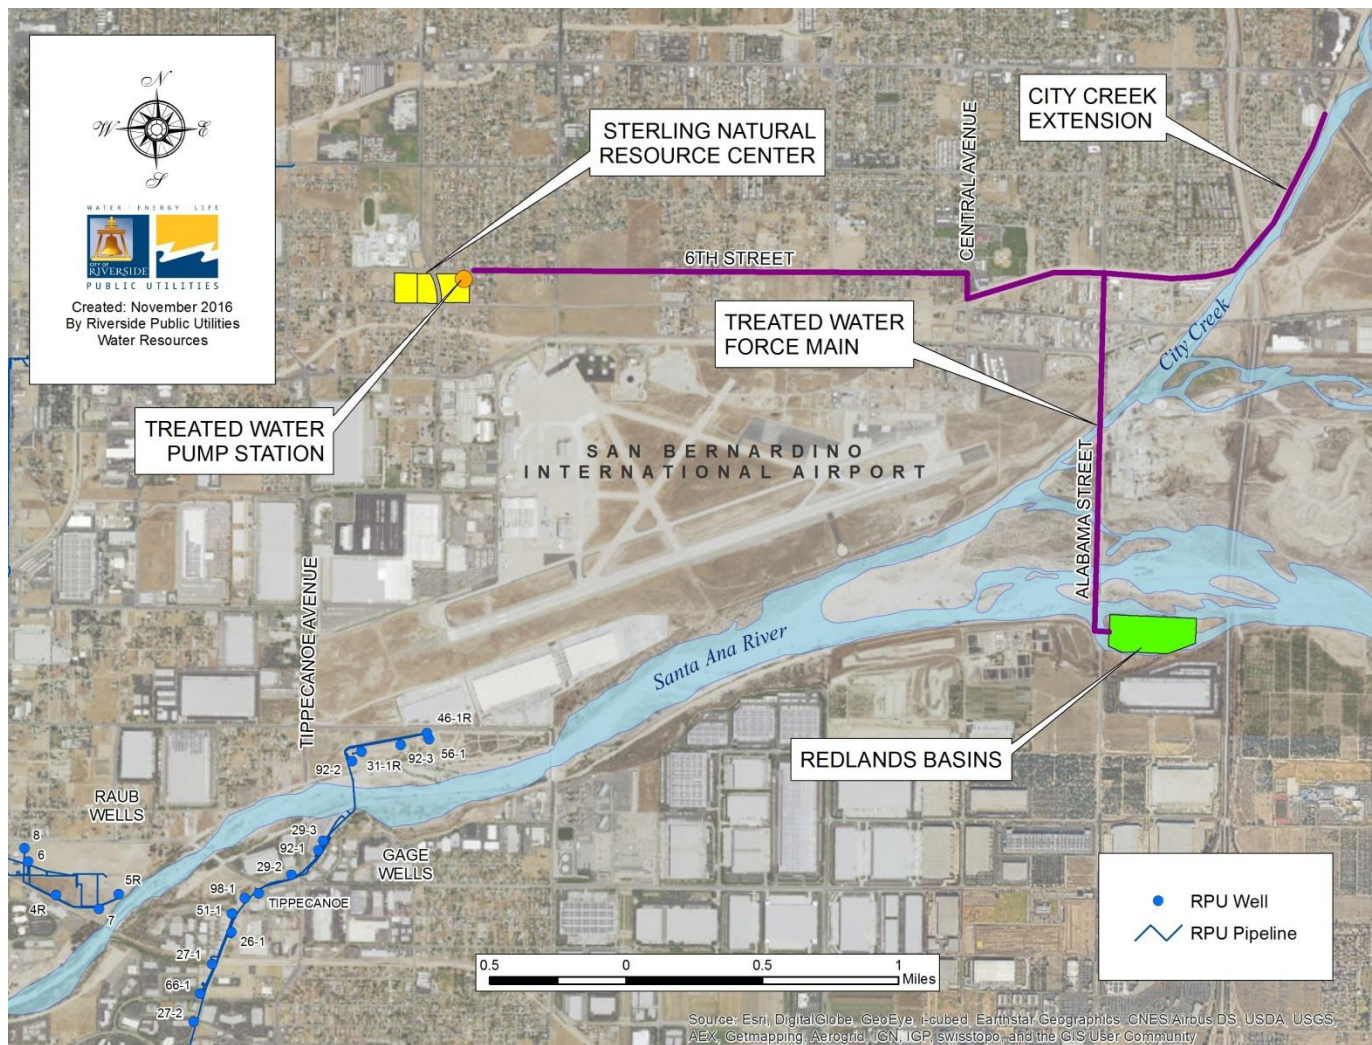 N
W
E
S
WATER ENERGY LIFE
CITY OF
RIVERSIDE
PUBLIC UTILITIES
Created: November 2016
By Riverside Public Utilities
Water Resources
STERLING NATURAL
RESOURCE CENTER
CENTRAL AVENUE
CITY CREEK
EXTENSION
6TH STREET
TREATED WATER
FORCE MAIN
City Creek
TREATED WATER
PUMP STATION
SAN BERNARDINO
INTERNATIONAL AIRPORT
ALABAMA STREET
TIPPECANOE AVENUE
Santa Ana River
REDLANDS BASINS
46-1R
56-1
92-3
31-1R
92-2
RAUB
WELLS
8
6
5R
4R
7
29-3
92-1
GAGE
WELLS
29-2
98-1
TIPPECANOE
51-1
26-1
27-1
66-1
27-2
RPU Well
RPU Pipeline
0.5
0
0.5
1
Miles
Source: Esri, DigitalGlobe, GeoEye, i-cubed, Earthstar Geographics, CNES/Airbus DS, USDA, USGS,
AEX, Getmapping, Aerogrid, IGN, IGP, swisstopo, and the GIS User Community